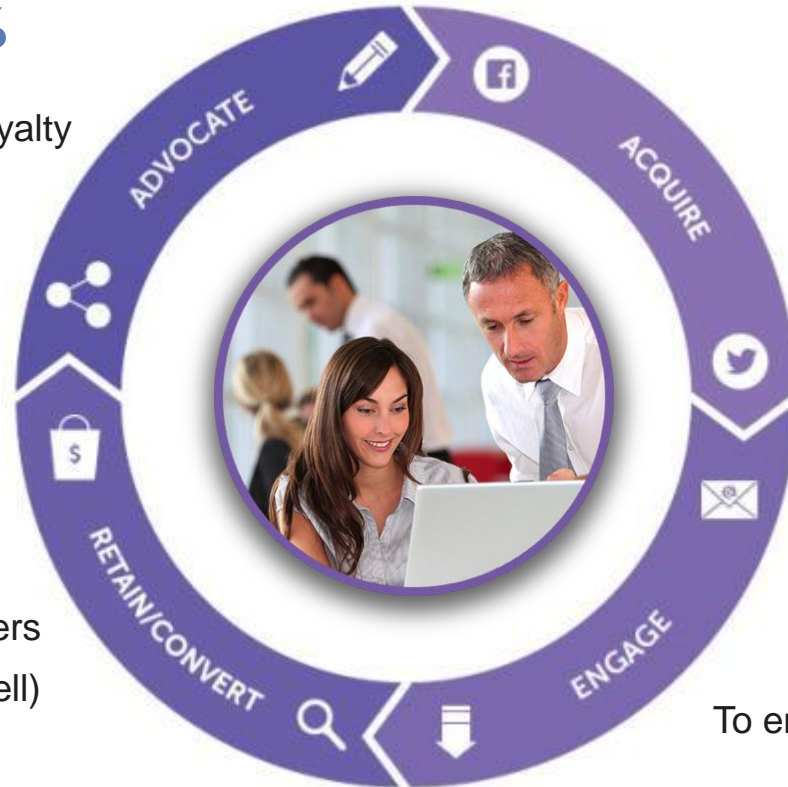 ADVOCATE
ACQUIRE
yalty
RETAIN/CONVERT
ENGAGE
ers
ell)
To en